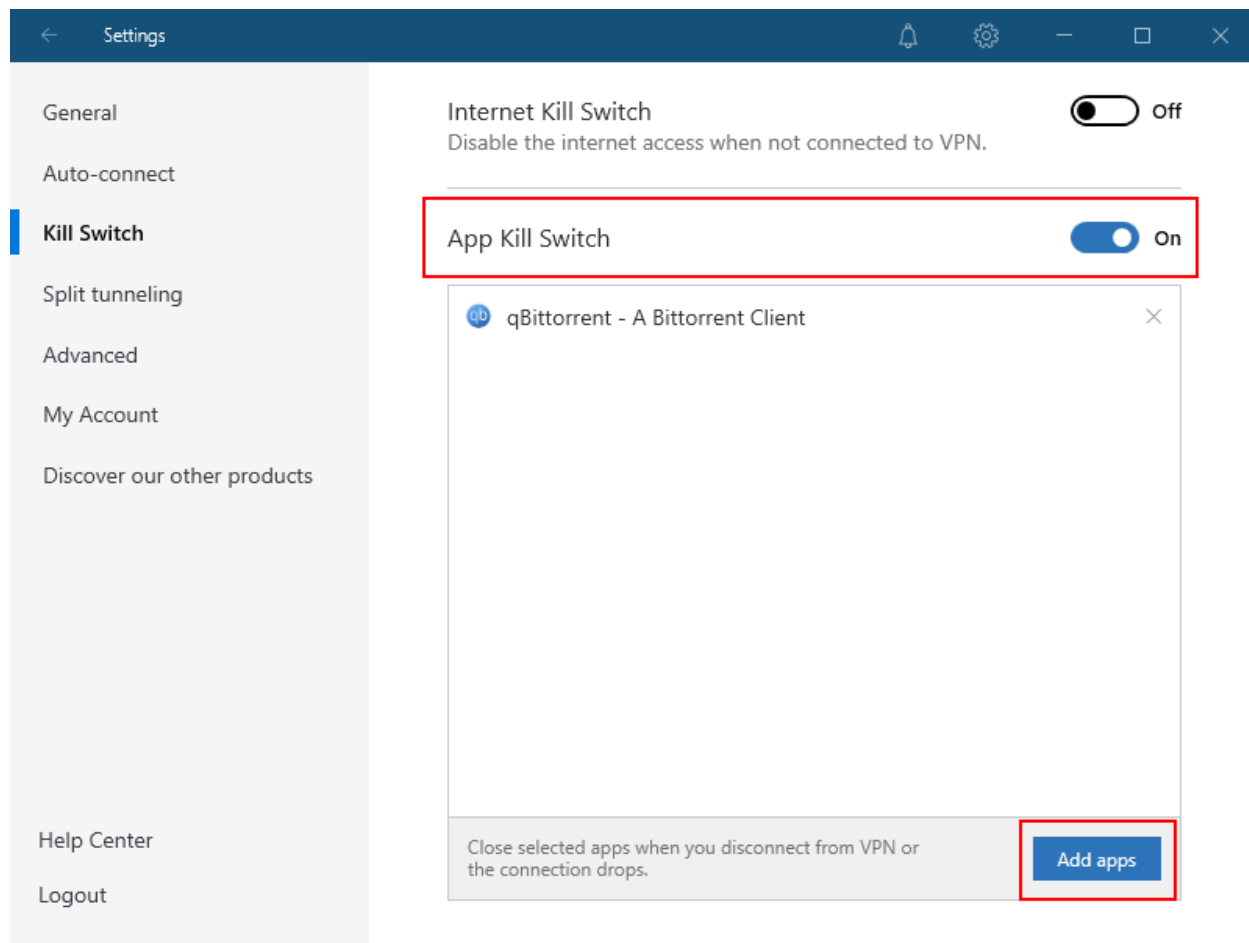 Settings
General
Auto-connect
Kill Switch
Split tunneling
Advanced
My Account
Discover our other products
Help Center
Logout
Internet Kill Switch
Off
Disable the internet access when not connected to VPN.
App Kill Switch
On
qb
qBittorrent - A Bittorrent Client
Close selected apps when you disconnect from VPN or
the connection drops.
Add apps